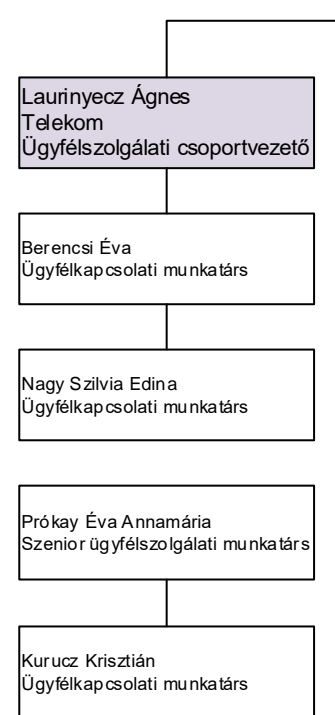 Laurinyecz Ágnes
Telekom
Ügyfélszolgálati csoportvezető
Berencsi Éva
Ügyfélkapcsolati munkatárs
Nagy Szilvia Edina
Ügyfélkapcsolati munkatárs
Prókay Éva Annamária
Szenior ügyfélszolgálati munkatárs
Kurucz Krisztián
Ügyfélkapcsolati munkatárs